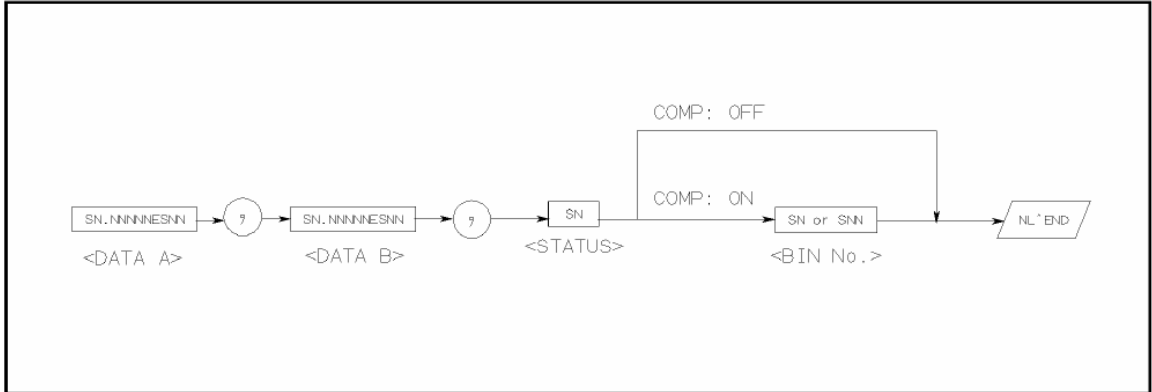 COMP: OFF
COMP: ON
SN.NNNNNESNN , SN.NNNNNESNN , SN SN or SNN NL^END
<DATA A> <DATA B> <STATUS> <BIN No.>